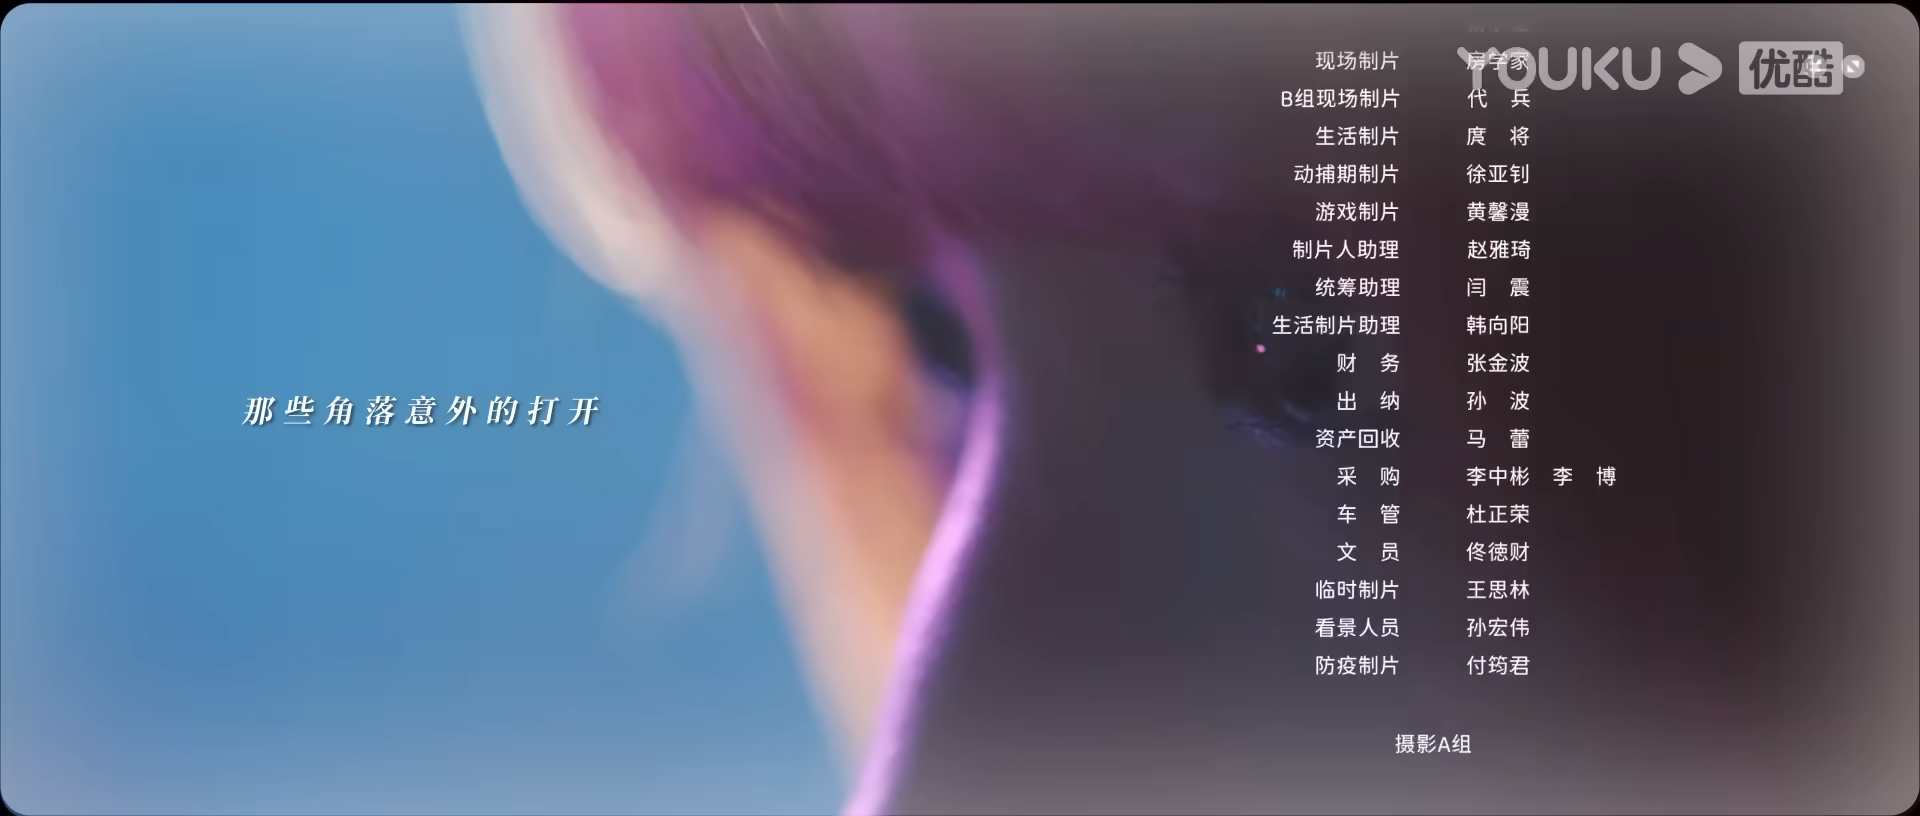 YOUKU 优酷
现场制片 房学家
B组现场制片 代 兵
生活制片 庹 将
动捕期制片 徐亚钊
游戏制片 黄馨漫
制片人助理 赵雅琦
统筹助理 闫 震
生活制片助理 韩向阳
财 务 张金波
那些角落意外的打开
出 纳 孙 波
资产回收 马 蕾
采 购 李中彬 李 博
车 管 杜正荣
文 员 佟徳财
临时制片 王思林
看景人员 孙宏伟
防疫制片 付筠君
摄影A组